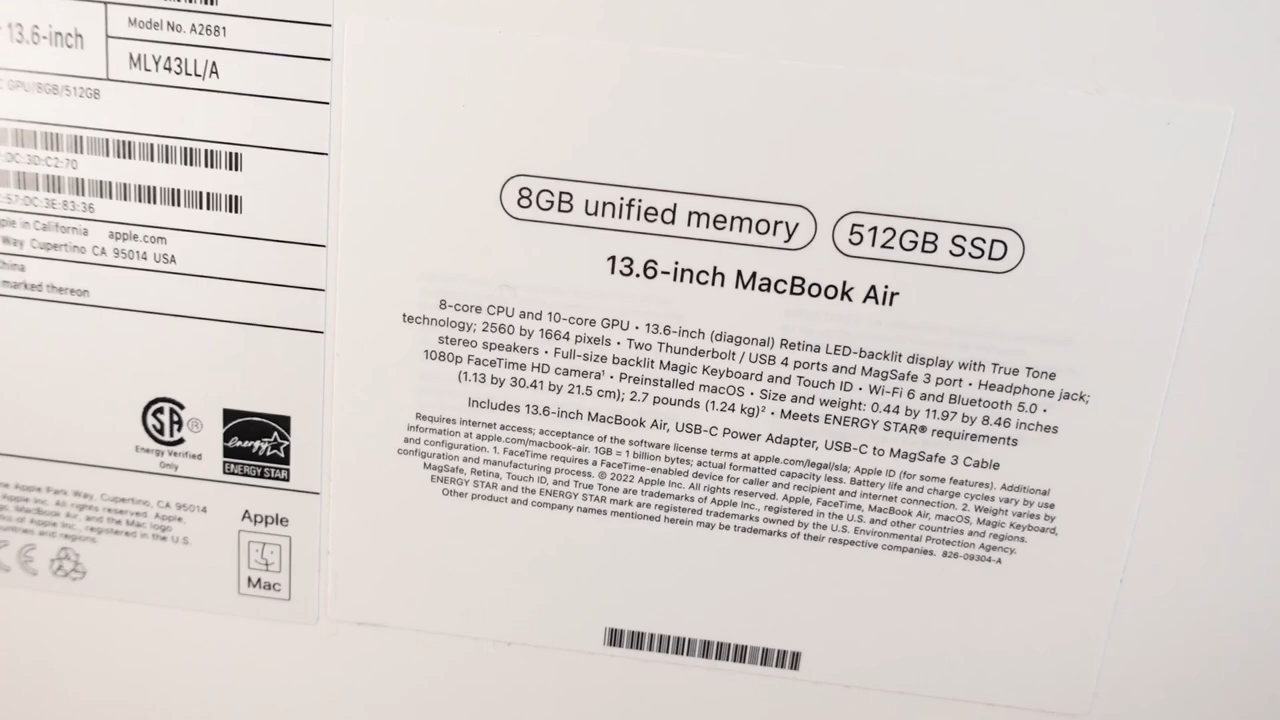 13.6-inch
Model No. A2681
MLY43LL/A
GPU/8GB/512GB
:DC:3D:C2:70
:57:DC:3E:83:36
in California apple.com
Way Cupertino CA 95014 USA
China
marked thereon
SA ®
Energy Verified
Only
energy
ENERGY STAR
Apple Park Way, Cupertino, CA 95014
Apple Inc. All rights reserved. Apple,
MacBook Air, and the Mac logo
of Apple Inc., registered in the U.S.
countries and regions.
CE
Apple
Mac
8GB unified memory 512GB SSD
13.6-inch MacBook Air
8-core CPU and 10-core GPU • 13.6-inch (diagonal) Retina LED-backlit display with True Tone
technology; 2560 by 1664 pixels • Two Thunderbolt / USB 4 ports and MagSafe 3 port • Headphone jack;
stereo speakers • Full-size backlit Magic Keyboard and Touch ID • Wi-Fi 6 and Bluetooth 5.0 •
1080p FaceTime HD camera¹ • Preinstalled macOS • Size and weight: 0.44 by 11.97 by 8.46 inches
(1.13 by 30.41 by 21.5 cm); 2.7 pounds (1.24 kg)² • Meets ENERGY STAR® requirements
Includes 13.6-inch MacBook Air, USB-C Power Adapter, USB-C to MagSafe 3 Cable
Requires internet access; acceptance of the software license terms at apple.com/legal/sla; Apple ID (for some features). Additional
information at apple.com/macbook-air. 1GB = 1 billion bytes; actual formatted capacity less. Battery life and charge cycles vary by use
and configuration. 1. FaceTime requires a FaceTime-enabled device for caller and recipient and internet connection. 2. Weight varies by
configuration and manufacturing process. © 2022 Apple Inc. All rights reserved. Apple, FaceTime, MacBook Air, macOS, Magic Keyboard,
MagSafe, Retina, Touch ID, and True Tone are trademarks of Apple Inc., registered in the U.S. and other countries and regions.
ENERGY STAR and the ENERGY STAR mark are registered trademarks owned by the U.S. Environmental Protection Agency.
Other product and company names mentioned herein may be trademarks of their respective companies. 826-09304-A